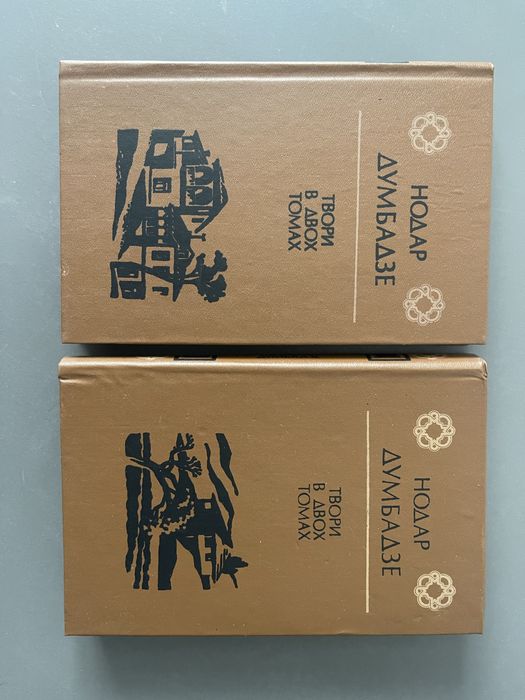 НОДАР
ДУМБАДЗЕ
ТВОРИ
В ДВОХ
ТОМАХ
НОДАР
ДУМБАДЗЕ
ТВОРИ
В ДВОХ
ТОМАХ